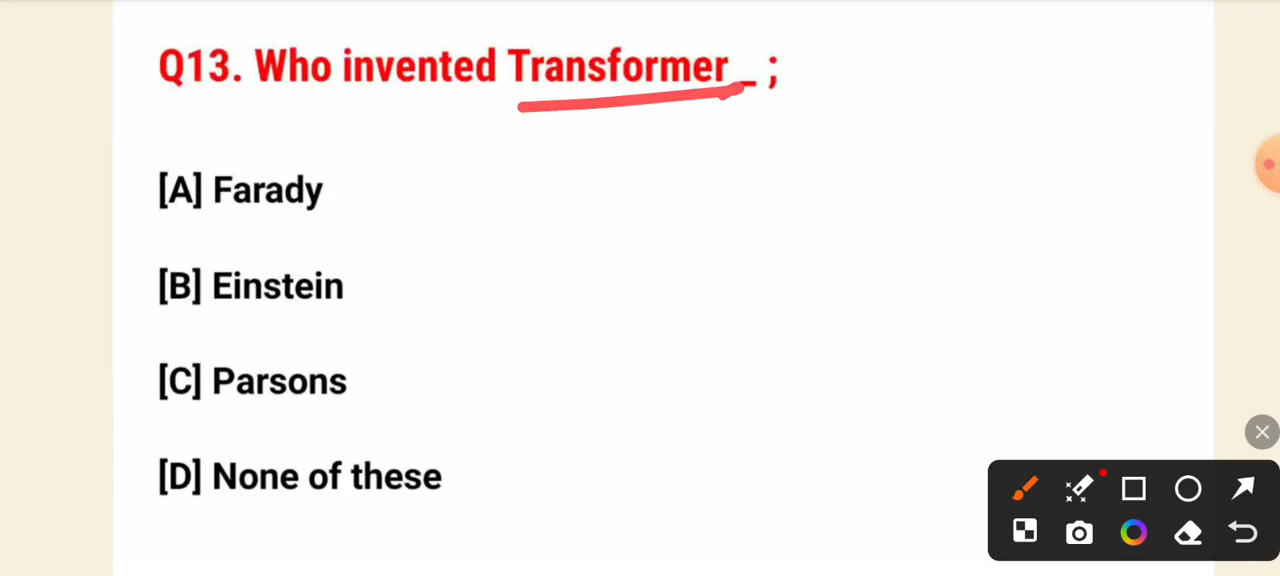 Q13. Who invented Transformer _ ;
[A] Farady
[B] Einstein
[C] Parsons
[D] None of these